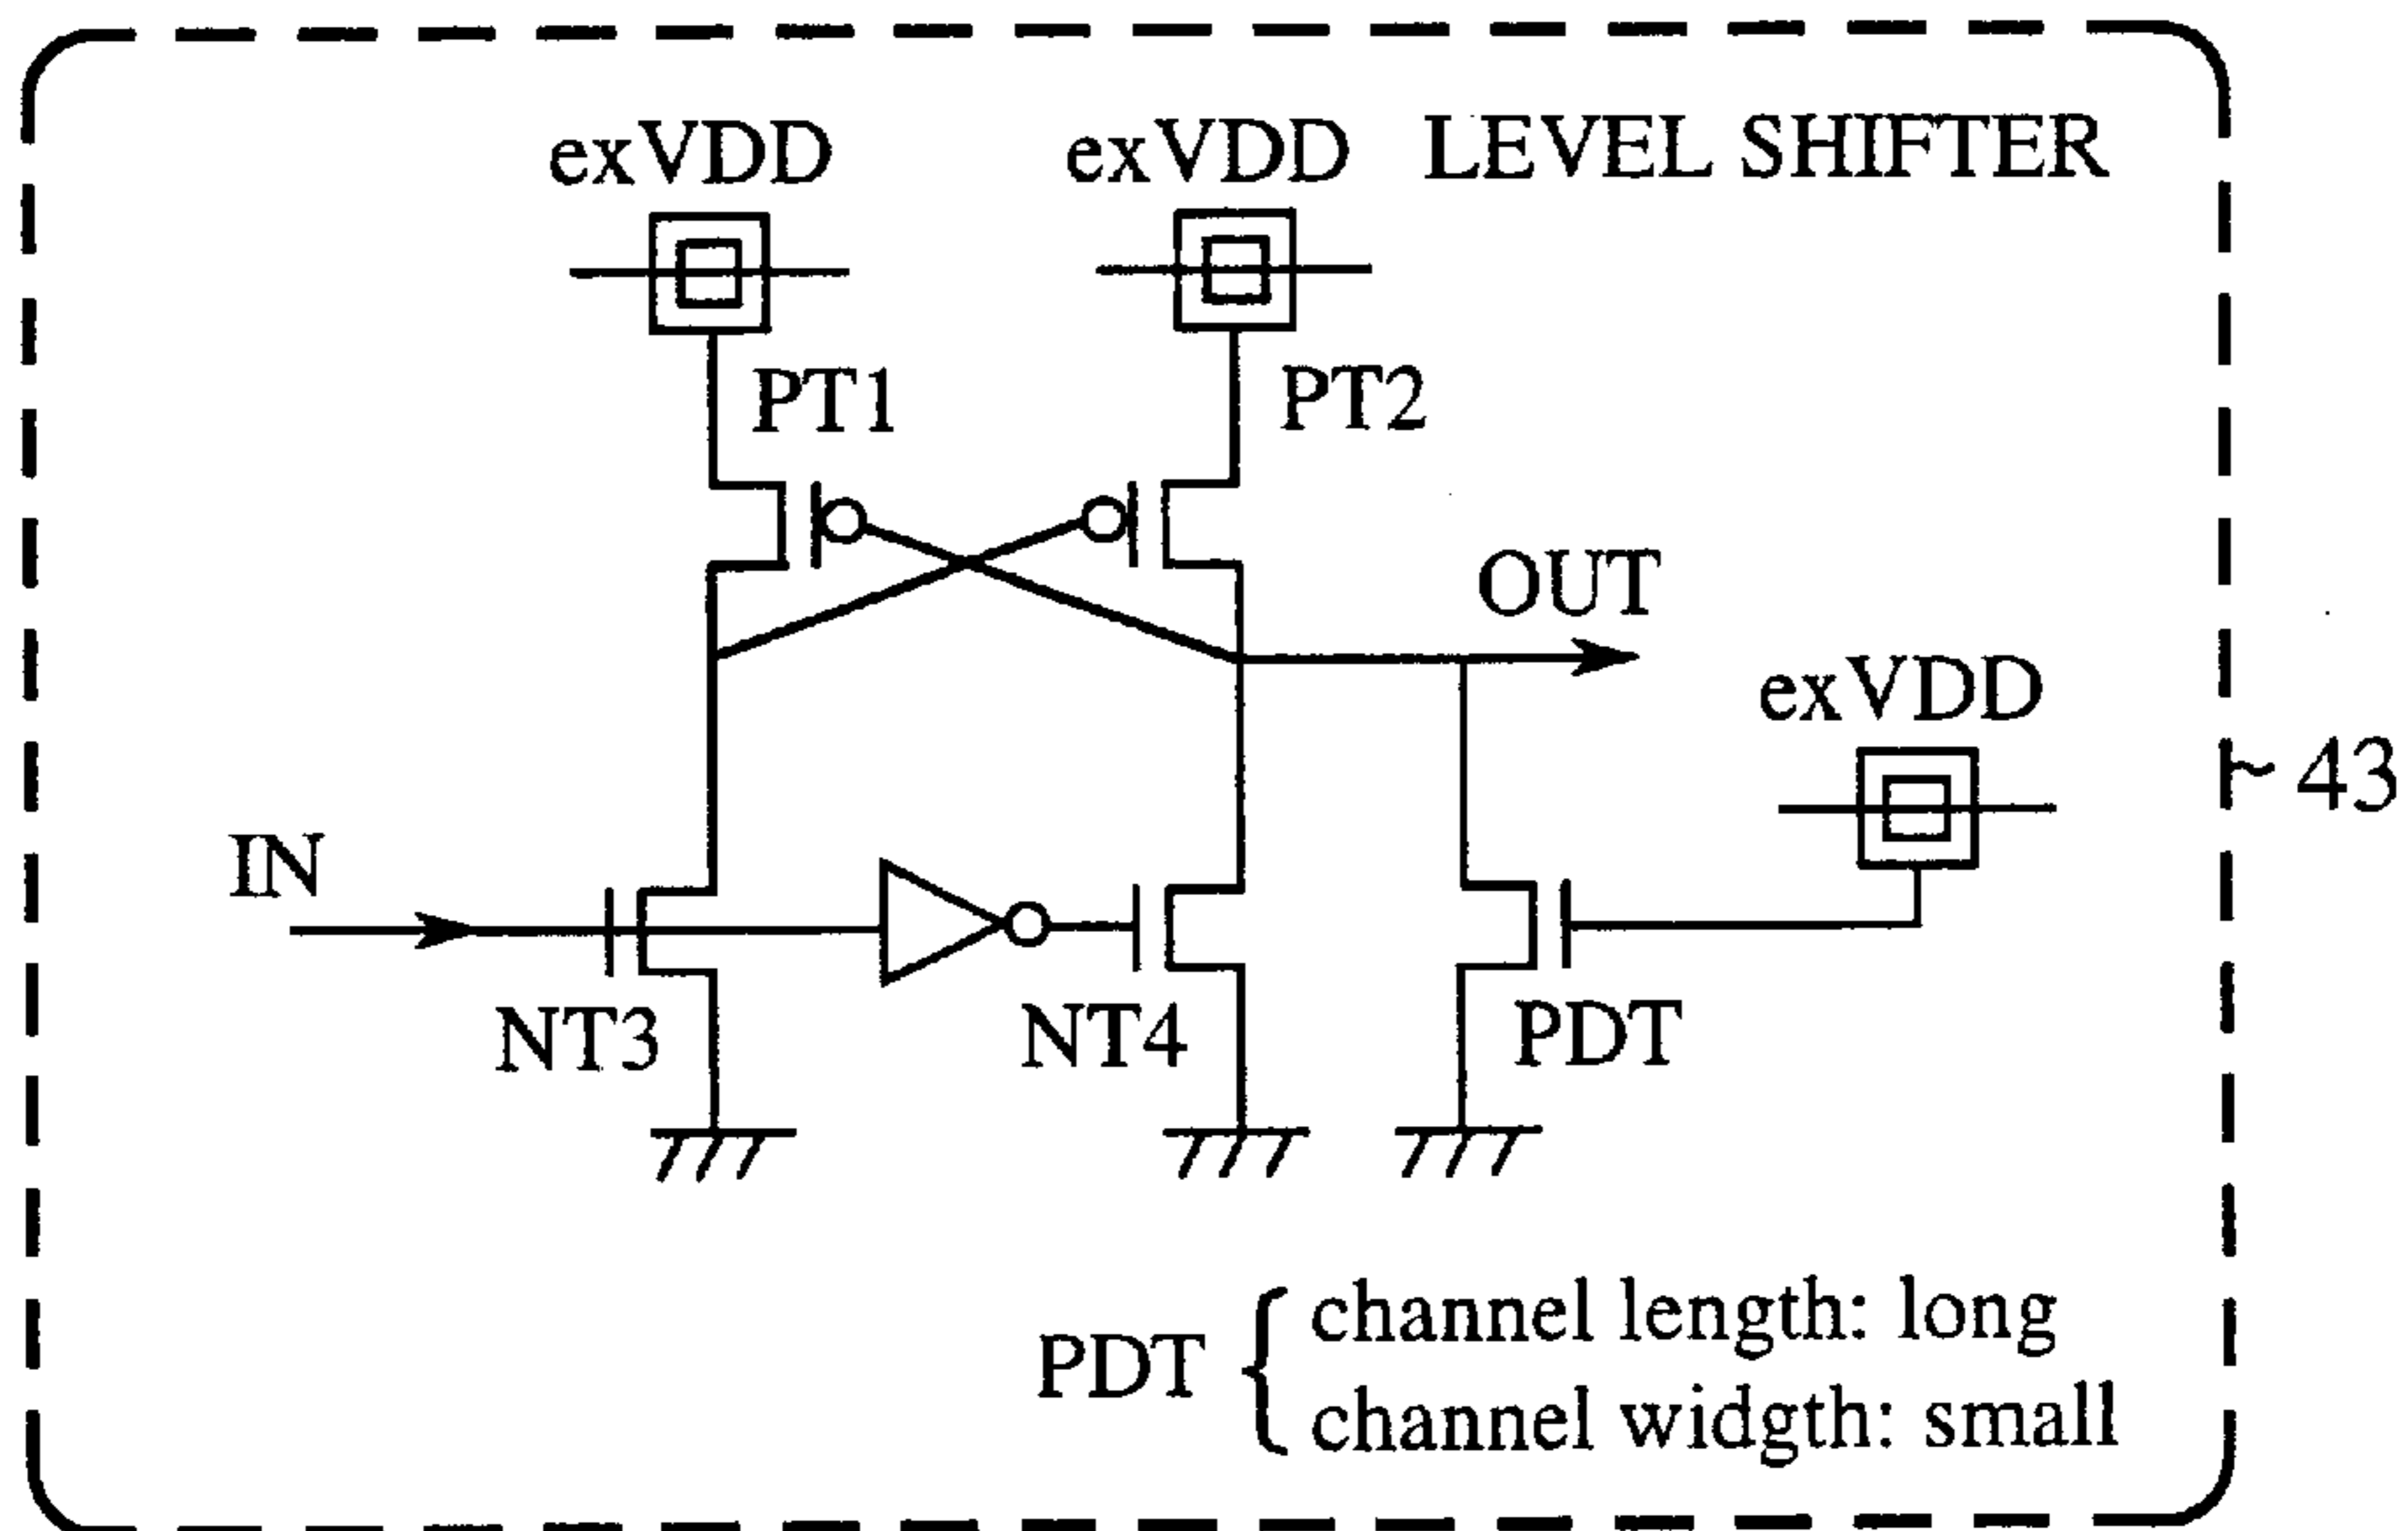 exVDD
exVDD
LEVEL SHIFTER
PT1
PT2
OUT
exVDD
43
IN
NT3
NT4
PDT
PDT
channel length: long
channel widgth: small